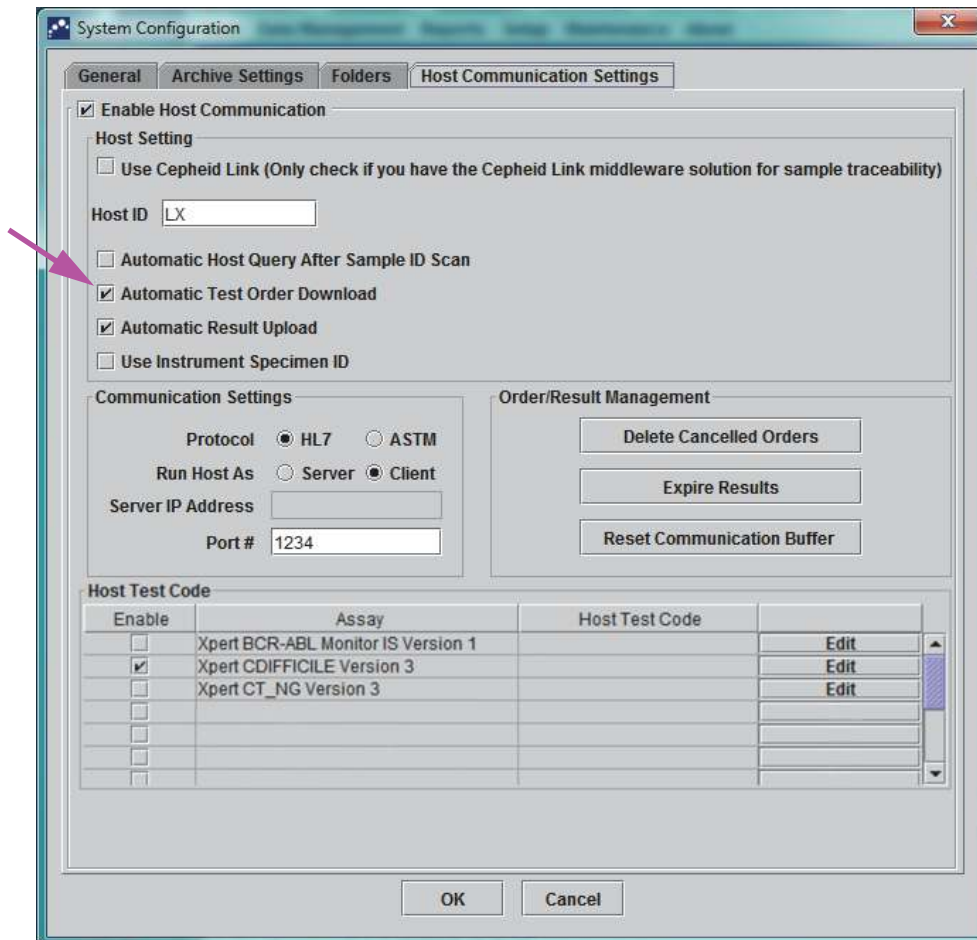 System Configuration
General Archive Settings Folders Host Communication Settings
Enable Host Communication
Host Setting
Use Cepheid Link (Only check if you have the Cepheid Link middleware solution for sample traceability)
Host ID LX
Automatic Host Query After Sample ID Scan
Automatic Test Order Download
Automatic Result Upload
Use Instrument Specimen ID
Communication Settings
Protocol HL7 ASTM
Run Host As Server Client
Server IP Address
Port # 1234
Order/Result Management
Delete Cancelled Orders
Expire Results
Reset Communication Buffer
Host Test Code
Enable Assay Host Test Code
Xpert BCR-ABL Monitor IS Version 1 Edit
Xpert CDIFFICILE Version 3 Edit
Xpert CT_NG Version 3 Edit
OK Cancel